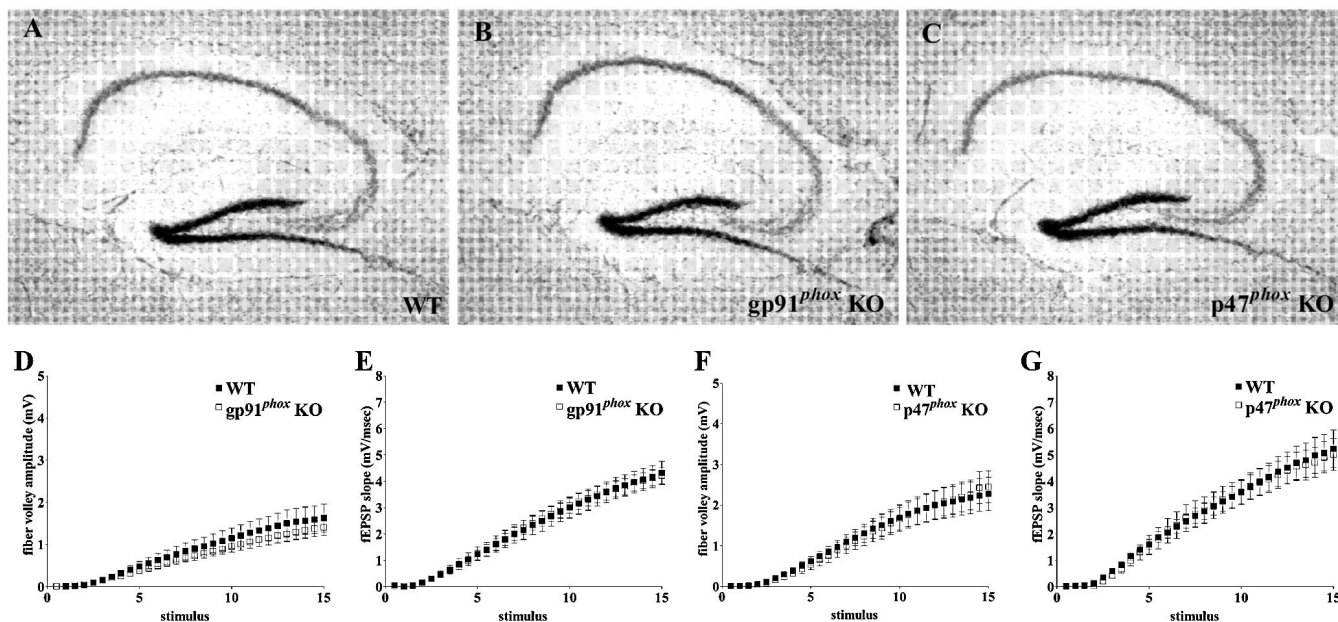 A
WT
B
gp91phox KO
C
p47phox KO
D
fiber volley amplitude (mV)
5
4
3
2
1
0
0
5
10
15
stimulus
WT
gp91phox KO
E
fEPSP slope (mV/msec)
8
7
6
5
4
3
2
1
0
0
5
10
15
stimulus
WT
gp91phox KO
F
fiber volley amplitude (mV)
5
4
3
2
1
0
0
5
10
15
stimulus
WT
p47phox KO
G
fEPSP slope (mV/msec)
8
7
6
5
4
3
2
1
0
0
5
10
15
stimulus
WT
p47phox KO